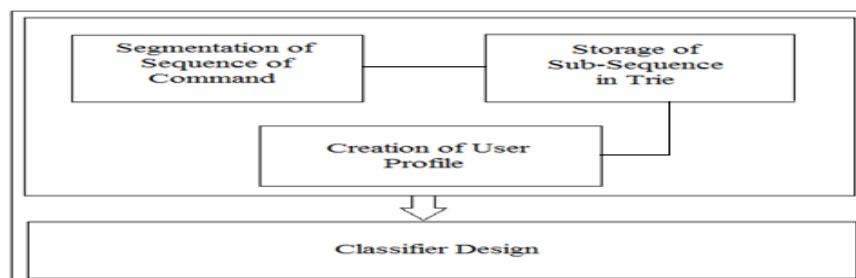 Segmentation of
Sequence of
Command
Storage of
Sub-Sequence
in Trie
Creation of User
Profile
Classifier Design